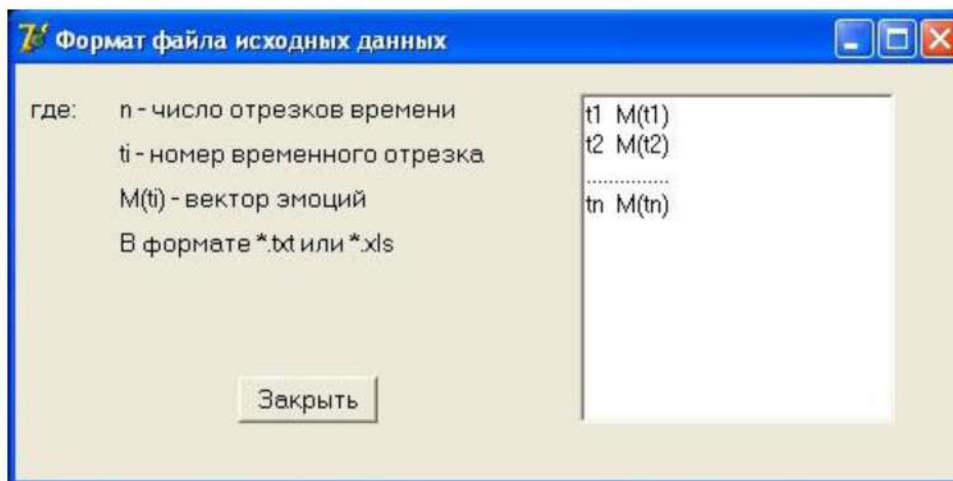 Формат файла исходных данных
где: n - число отрезков времени
ti - номер временного отрезка
M(ti) - вектор эмоций
В формате *.txt или *.xls
t1 M(t1)
t2 M(t2)
..............
tn M(tn)
Закрыть